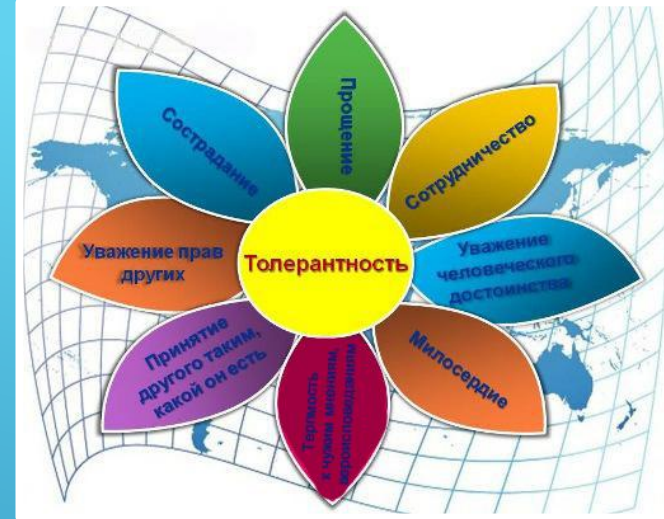 Прощение
Сотрудничество
Уважение
человеческого
достоинства
Милосердие
Терпмость
к чужим мнениям,
вероисповеданиям
Принятие
другого таким,
какой он есть
Уважение прав
других
Сострадание
Толерантность